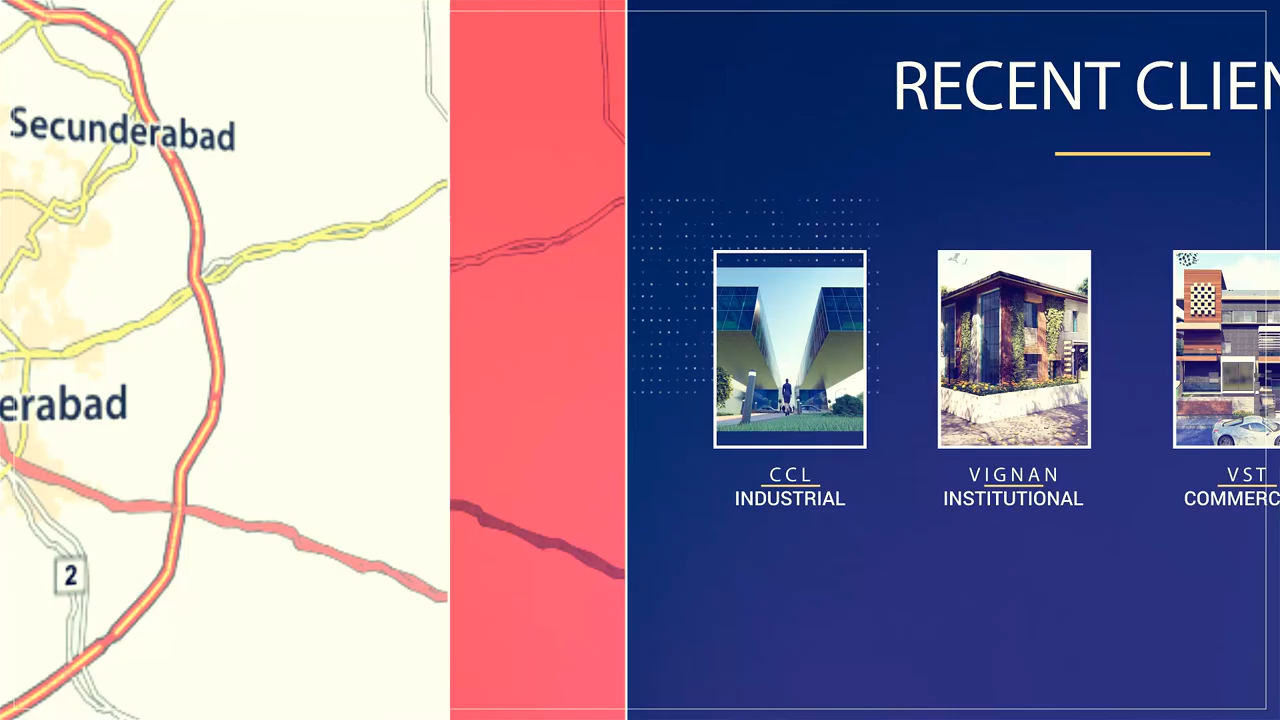 Secunderabad
erabad
2
RECENT CLIEN
CCL
INDUSTRIAL
VIGNAN
INSTITUTIONAL
VST
COMMERC